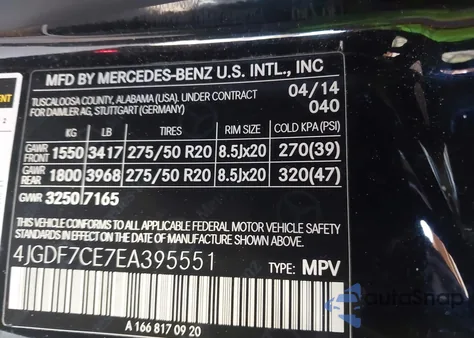 MFD BY MERCEDES-BENZ U.S. INTL., INC
TUSCALOOSA COUNTY, ALABAMA (USA). UNDER CONTRACT 04/14
FOR DAIMLER AG, STUTTGART (GERMANY) 040
KG LB TIRES RIM SIZE COLD KPA (PSI)
GAWR FRONT 1550 3417 275/50 R20 8.5Jx20 270(39)
GAWR REAR 1800 3968 275/50 R20 8.5Jx20 320(47)
GVWR 3250 7165
THIS VEHICLE CONFORMS TO ALL APPLICABLE FEDERAL MOTOR VEHICLE SAFETY
STANDARDS IN EFFECT ON THE DATE OF MANUFACTURE SHOWN ABOVE.
4JGDF7CE7EA395551 TYPE: MPV
A 166 817 09 20
AutoSnap